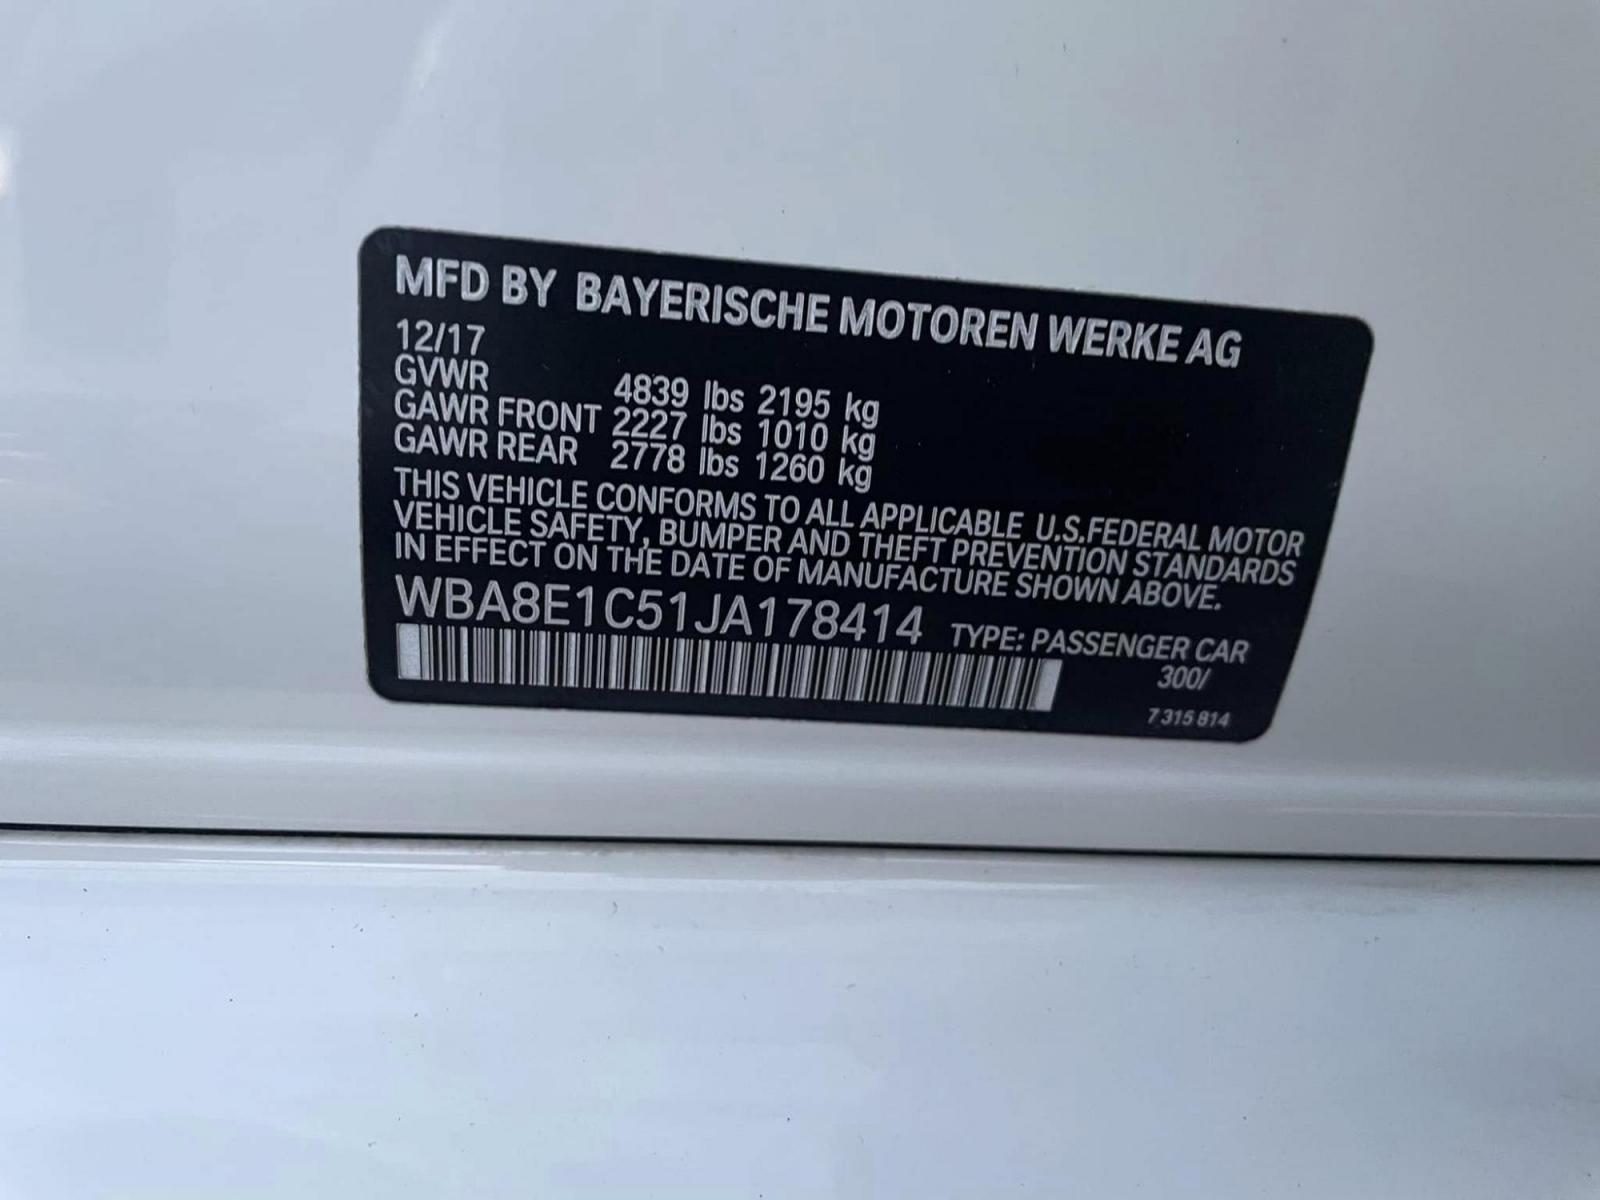 MFD BY BAYERISCHE MOTOREN WERKE AG
12/17
GVWR 4839 lbs 2195 kg
GAWR FRONT 2227 lbs 1010 kg
GAWR REAR 2778 lbs 1260 kg
THIS VEHICLE CONFORMS TO ALL APPLICABLE U.S.FEDERAL MOTOR
VEHICLE SAFETY, BUMPER AND THEFT PREVENTION STANDARDS
IN EFFECT ON THE DATE OF MANUFACTURE SHOWN ABOVE.
WBA8E1C51JA178414 TYPE: PASSENGER CAR
300/
7 315 814